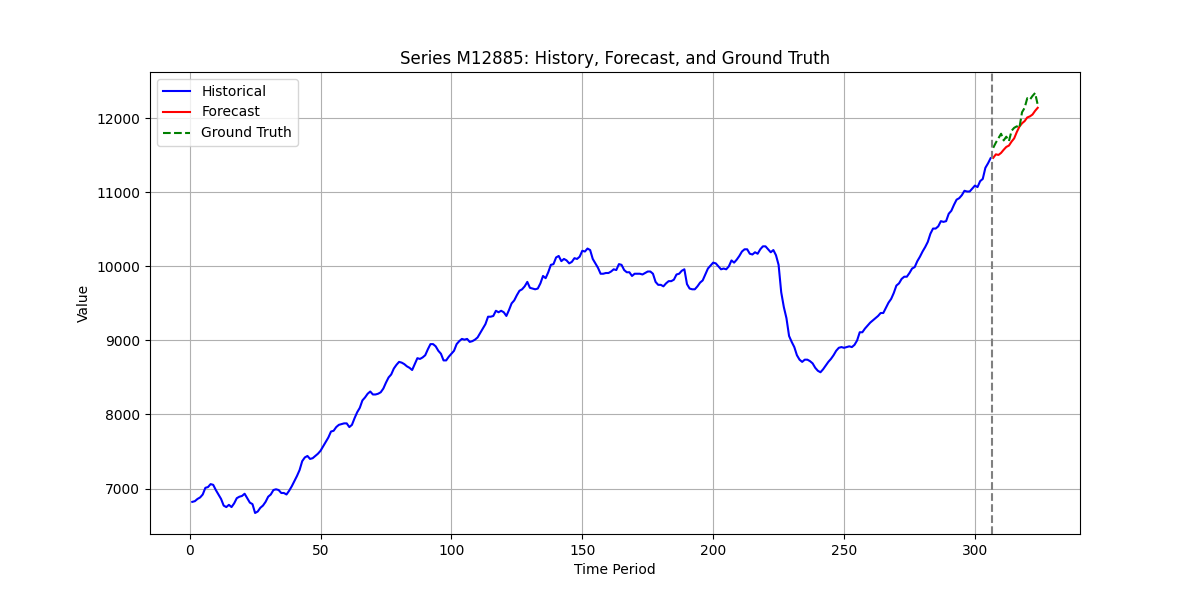 Series M12885: History, Forecast, and Ground Truth
Historical
Forecast
Ground Truth
12000
11000
10000
9000
8000
7000
Value
0 50 100 150 200 250 300
Time Period